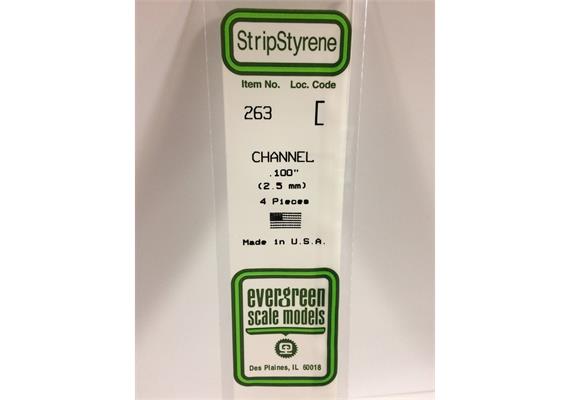 StripStyrene
Item No. Loc. Code
263 [
CHANNEL
.100"
(2.5 mm)
4 Pieces
Made in U.S.A.
evergreen
scale models
Des Plaines, IL 60018